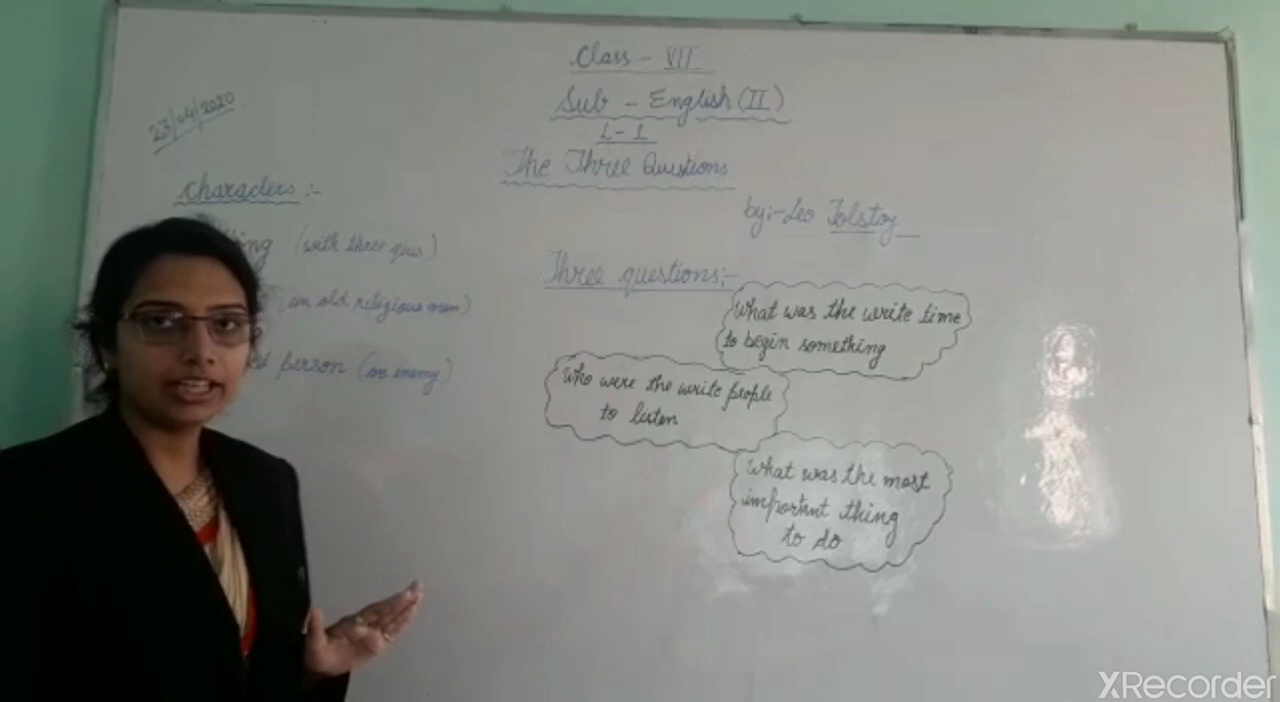 Class - VII
Sub - English (II)
L-1
The Three Questions
by:- Leo Tolstoy
23/04/2020
Characters:-
(with three ques)
an old religious man)
person (an enemy)
Three questions:-
What was the write time
to begin something
Who were the write people
to listen
What was the most
important thing
to do
XRecorder